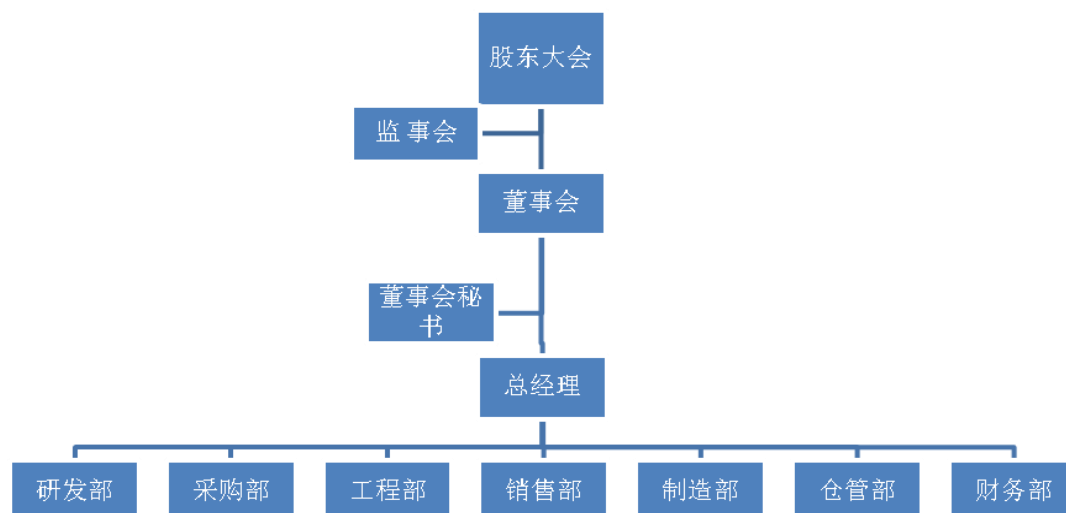 股东大会
监 事会
董事会
董事会秘
书
总经理
研发部
采购部
工程部
销售部
制造部
仓管部
财务部